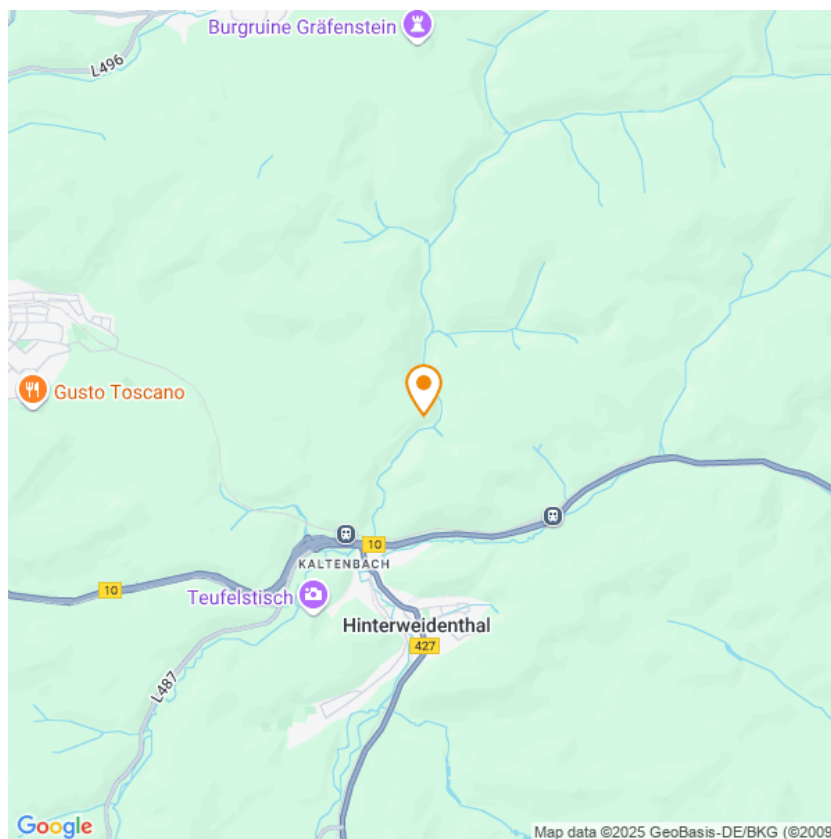 Burgruine Gräfenstein
L496
Gusto Toscano
10
KALTENBACH
10
Teufelstisch
Hinterweidenthal
427
L487
Google
Map data ©2025 GeoBasis-DE/BKG (©2009